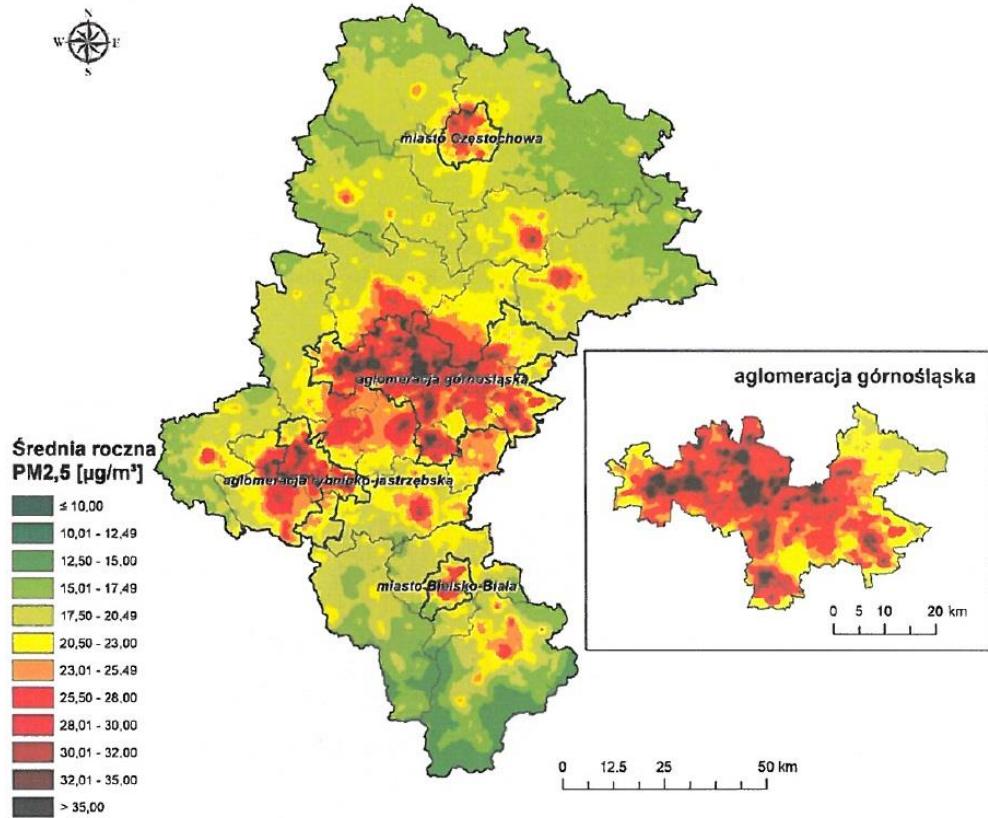 N
W E
S
miasto Częstochowa
aglomeracja górnośląska
aglomeracja górnośląska
aglomeracja rybnicko-jastrzębska
miasto Bielsko-Biała
Średnia roczna
PM2,5 [µg/m³]
≤ 10,00
10,01 - 12,49
12,50 - 15,00
15,01 - 17,49
17,50 - 20,49
20,50 - 23,00
23,01 - 25,49
25,50 - 28,00
28,01 - 30,00
30,01 - 32,00
32,01 - 35,00
> 35,00
0 5 10 20 km
0 12.5 25 50 km